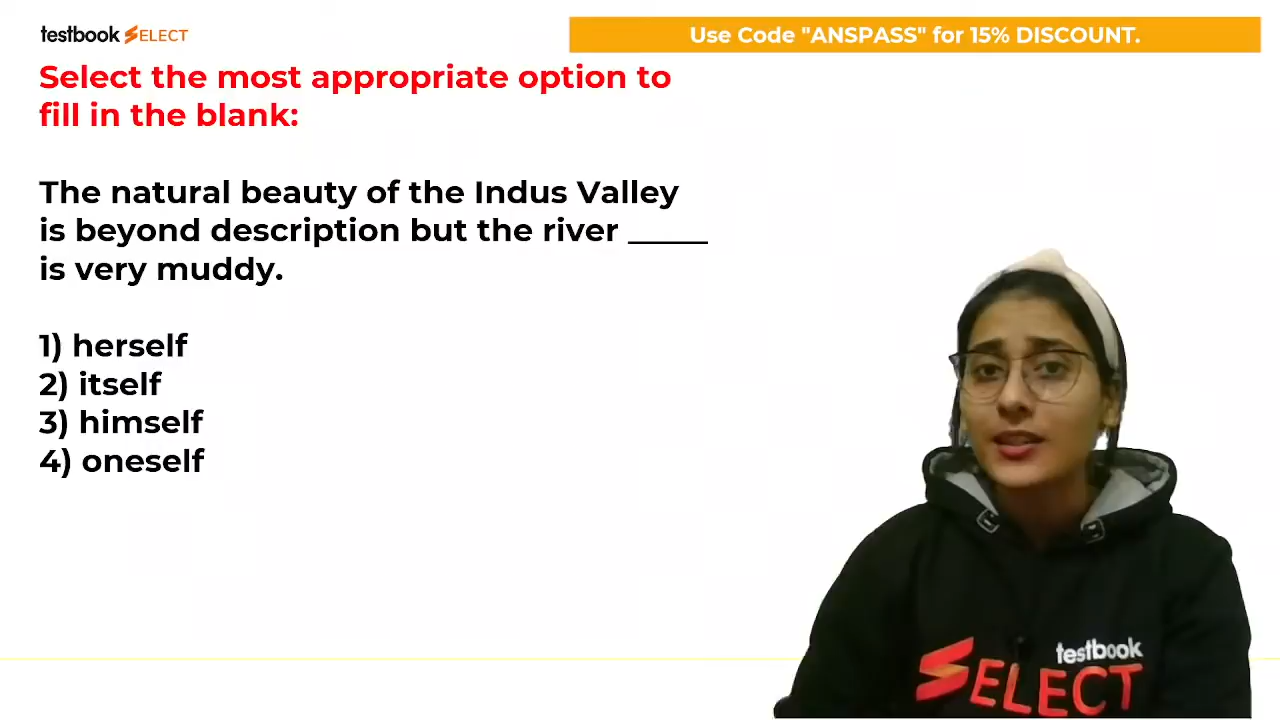 testbook SELECT
Use Code "ANSPASS" for 15% DISCOUNT.
Select the most appropriate option to
fill in the blank:
The natural beauty of the Indus Valley
is beyond description but the river _____
is very muddy.
1) herself
2) itself
3) himself
4) oneself
testbook
SELECT